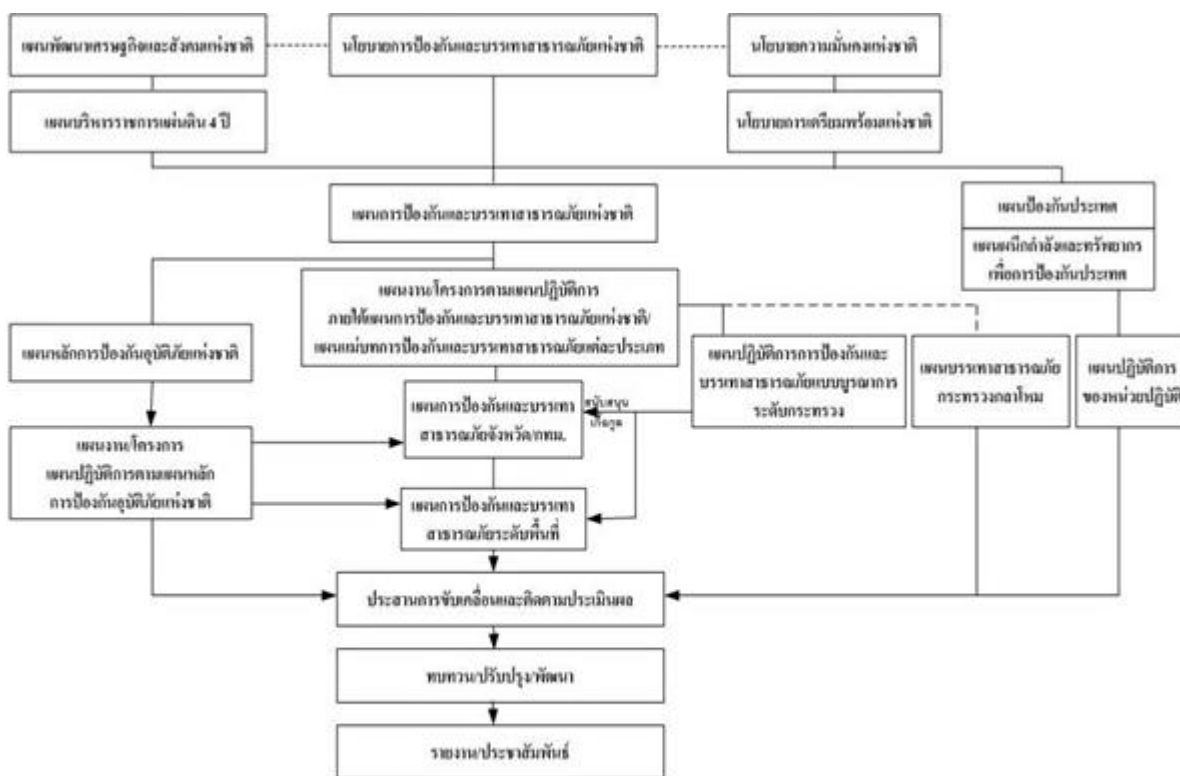 แผนพัฒนาเศรษฐกิจและสังคมแห่งชาติ
นโยบายการป้องกันและบรรเทาสาธารณภัยแห่งชาติ
นโยบายความมั่นคงแห่งชาติ
แผนบริหารราชการแผ่นดิน 4 ปี
นโยบายการเตรียมพร้อมแห่งชาติ
แผนการป้องกันและบรรเทาสาธารณภัยแห่งชาติ
แผนป้องกันประเทศ
แผนผนึกกำลังและทรัพยากร
เพื่อการป้องกันประเทศ
แผนงาน/โครงการตามแผนปฏิบัติการ
ภายใต้แผนการป้องกันและบรรเทาสาธารณภัยแห่งชาติ/
แผนแม่บทการป้องกันและบรรเทาสาธารณภัยแต่ละประเภท
แผนหลักการป้องกันอุบัติภัยแห่งชาติ
แผนปฏิบัติการการป้องกันและ
บรรเทาสาธารณภัยแบบบูรณาการ
ระดับกระทรวง
แผนบรรเทาสาธารณภัย
กระทรวงกลาโหม
แผนปฏิบัติการ
ของหน่วยปฏิบัติ
แผนการป้องกันและบรรเทา
สาธารณภัยจังหวัด/กทม.
สนับสนุน
เกื้อกูล
แผนงาน/โครงการ
แผนปฏิบัติการตามแผนหลัก
การป้องกันอุบัติภัยแห่งชาติ
แผนการป้องกันและบรรเทา
สาธารณภัยระดับพื้นที่
ประสานการขับเคลื่อนและติดตามประเมินผล
ทบทวน/ปรับปรุง/พัฒนา
รายงาน/ประชาสัมพันธ์